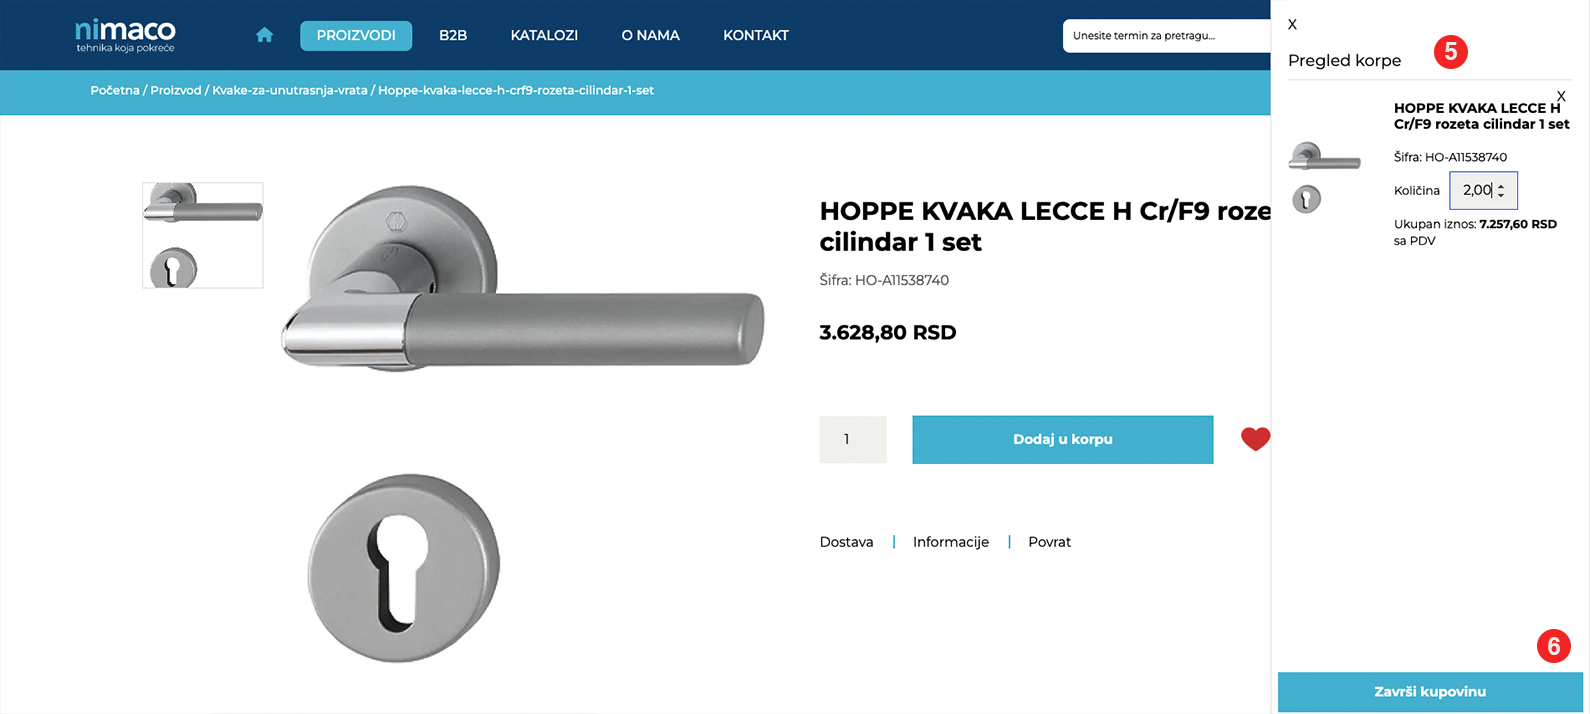 nimaco
tehnika koja pokreće
PROIZVODI
B2B
KATALOZI
O NAMA
KONTAKT
Unesite termin za pretragu...
Početna / Proizvod / Kvake-za-unutrasnja-vrata / Hoppe-kvaka-lecce-h-crf9-rozeta-cilindar-1-set
HOPPE KVAKA LECCE H Cr/F9 roze
cilindar 1 set
Šifra: HO-A11538740
3.628,80 RSD
1
Dodaj u korpu
Dostava | Informacije | Povrat
X
Pregled korpe
5
X
HOPPE KVAKA LECCE H
Cr/F9 rozeta cilindar 1 set
Šifra: HO-A11538740
Količina 2,00
Ukupan iznos: 7.257,60 RSD
sa PDV
6
Završi kupovinu